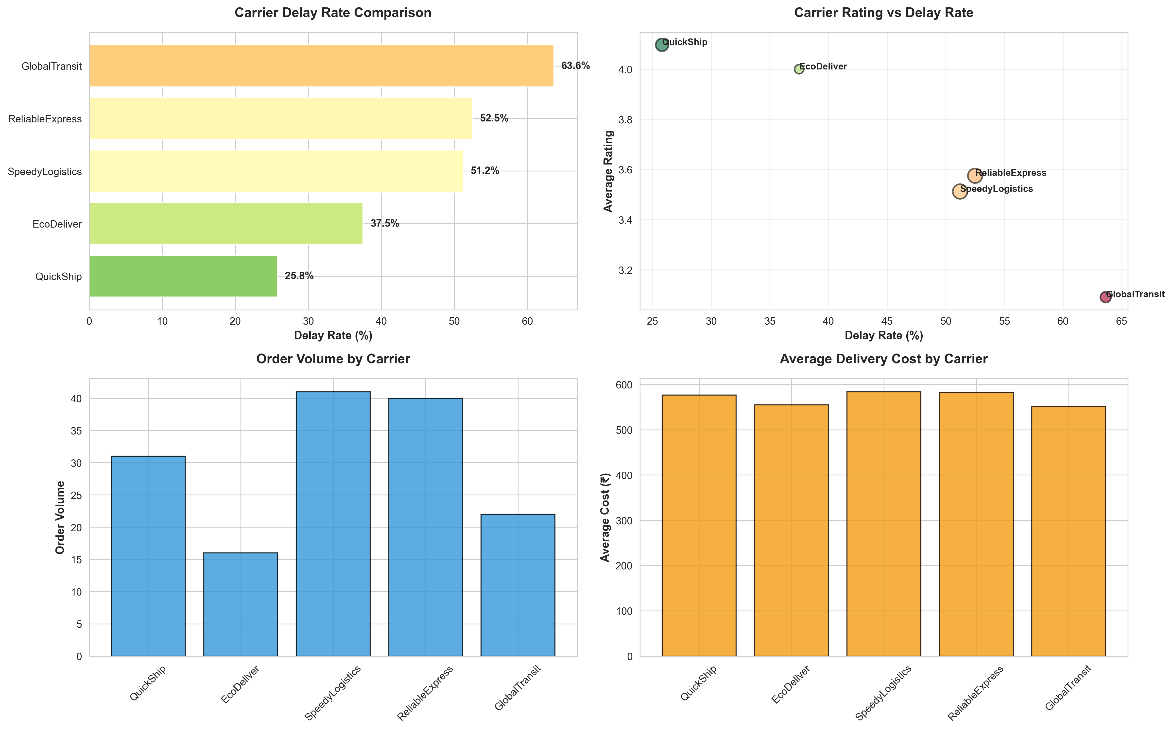 Carrier Delay Rate Comparison
GlobalTransit
63.6%
ReliableExpress
52.5%
SpeedyLogistics
51.2%
EcoDeliver
37.5%
QuickShip
25.8%
0 10 20 30 40 50 60
Delay Rate (%)
Carrier Rating vs Delay Rate
Average Rating
4.0
3.8
3.6
3.4
3.2
QuickShip
EcoDeliver
ReliableExpress
SpeedyLogistics
GlobalTransit
25 30 35 40 45 50 55 60 65
Delay Rate (%)
Order Volume by Carrier
Order Volume
40
35
30
25
20
15
10
5
0
QuickShip
EcoDeliver
SpeedyLogistics
ReliableExpress
GlobalTransit
Average Delivery Cost by Carrier
Average Cost (₹)
600
500
400
300
200
100
0
QuickShip
EcoDeliver
SpeedyLogistics
ReliableExpress
GlobalTransit